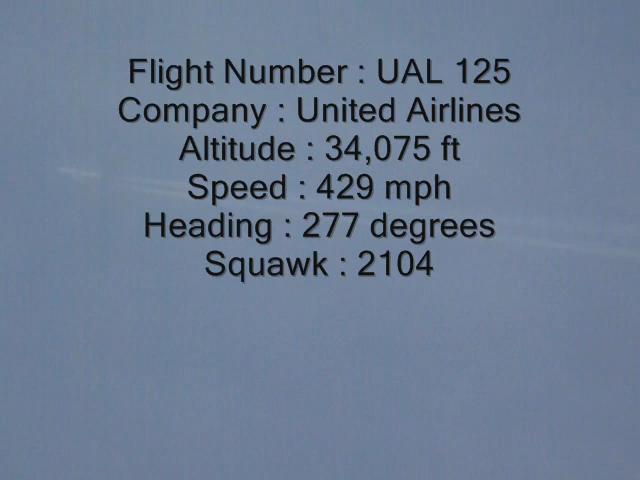 Flight Number : UAL 125
Company : United Airlines
Altitude : 34,075 ft
Speed : 429 mph
Heading : 277 degrees
Squawk : 2104